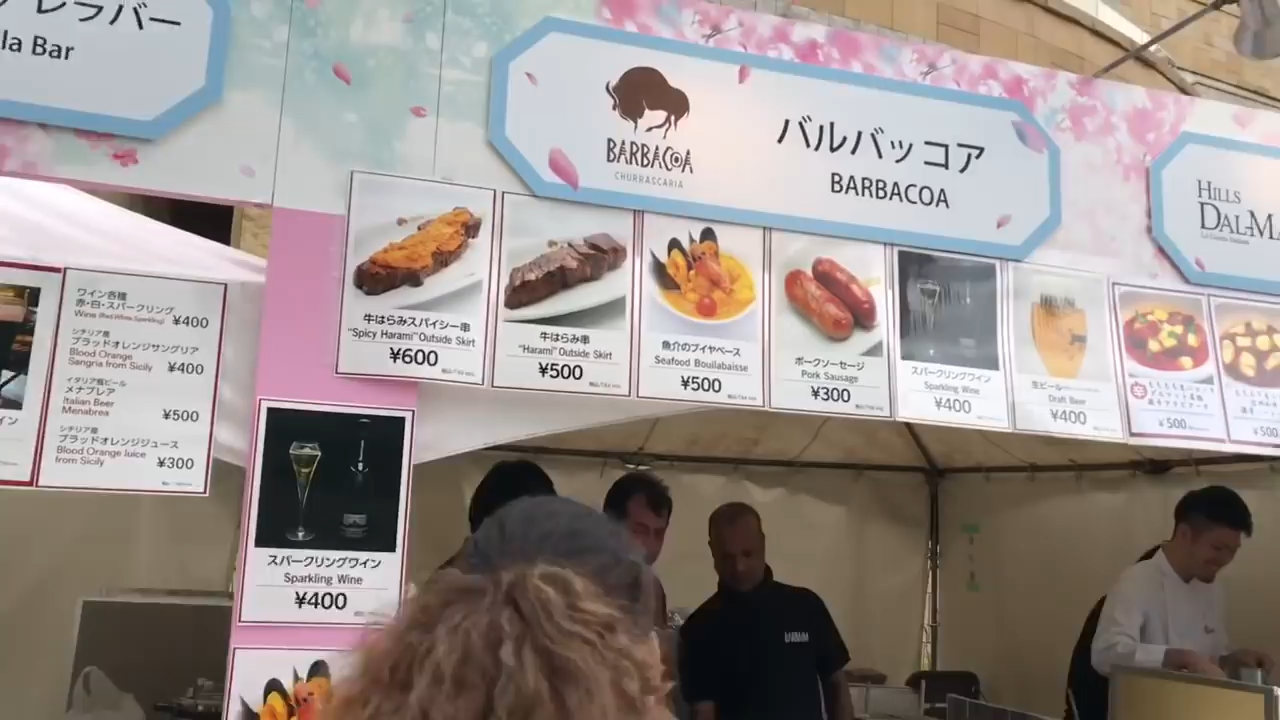 レラバー
la Bar
BARBACOA
CHURRASCARIA
バルバッコア
BARBACOA
HILLS
DAL-MA
ワイン各種
赤・白・スパークリング
Wine (Red.White.Sparkling) ¥400
シチリア産
ブラッドオレンジサングリア
Blood Orange
Sangria from Sicily ¥400
イタリア産ビール
メナブレア
Italian Beer
Menabrea ¥500
シチリア産
ブラッドオレンジジュース
Blood Orange Juice
from Sicily ¥300
イン
牛はらみスパイシー串
"Spicy Harami" Outside Skirt
¥600
牛はらみ串
"Harami" Outside Skirt
¥500
魚介のブイヤベース
Seafood Bouilabaisse
¥500
ポークソーセージ
Pork Sausage
¥300
スパークリングワイン
Sparkling Wine
¥400
生ビール
Draft Beer
¥400
辛
¥500
¥500
スパークリングワイン
Sparkling Wine
¥400